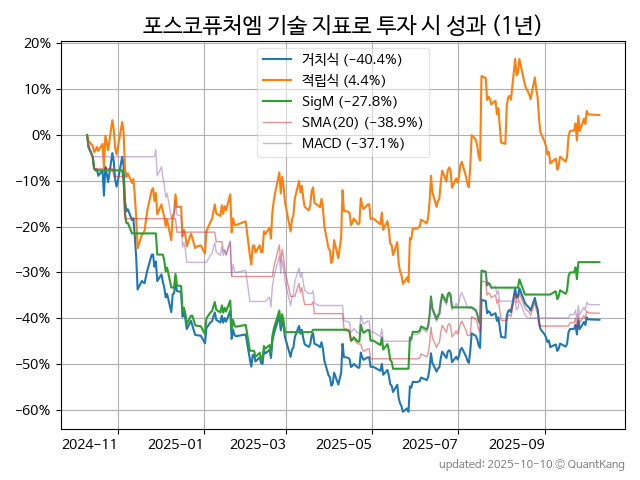 포스코퓨처엠 기술 지표로 투자 시 성과 (1년)
20%
10%
0%
−10%
−20%
−30%
−40%
−50%
−60%
거치식 (−40.4%)
적립식 (4.4%)
SigM (−27.8%)
SMA(20) (−38.9%)
MACD (−37.1%)
2024-11
2025-01
2025-03
2025-05
2025-07
2025-09
updated: 2025-10-10 © QuantKang